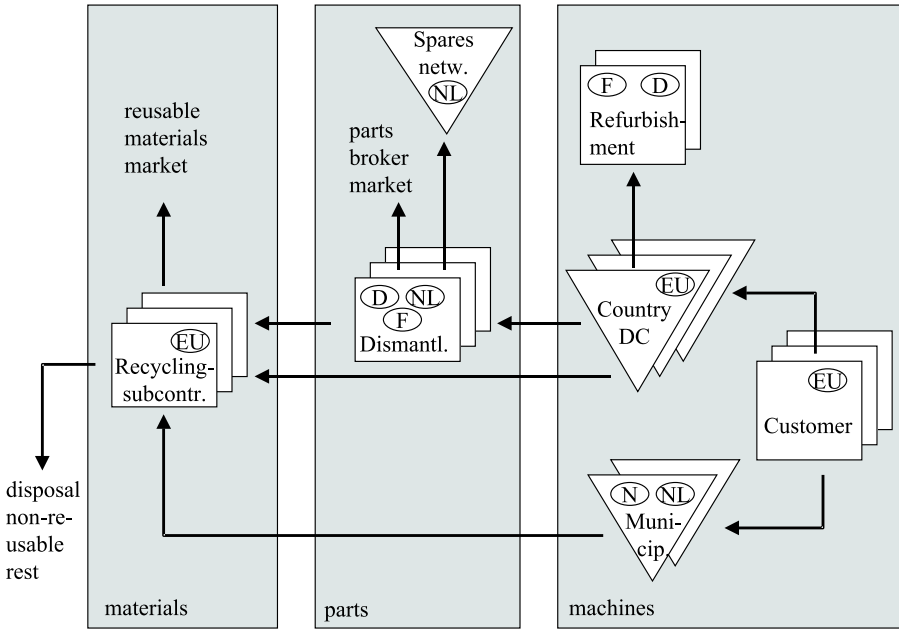 reusable
materials
market
EU
Recycling-
subcontr.
disposal
non-re-
usable
rest
materials
Spares
netw.
NL
parts
broker
market
D NL
F
Dismantl.
parts
F D
Refurbish-
ment
EU
Country
DC
EU
Customer
N NL
Muni-
cip.
machines